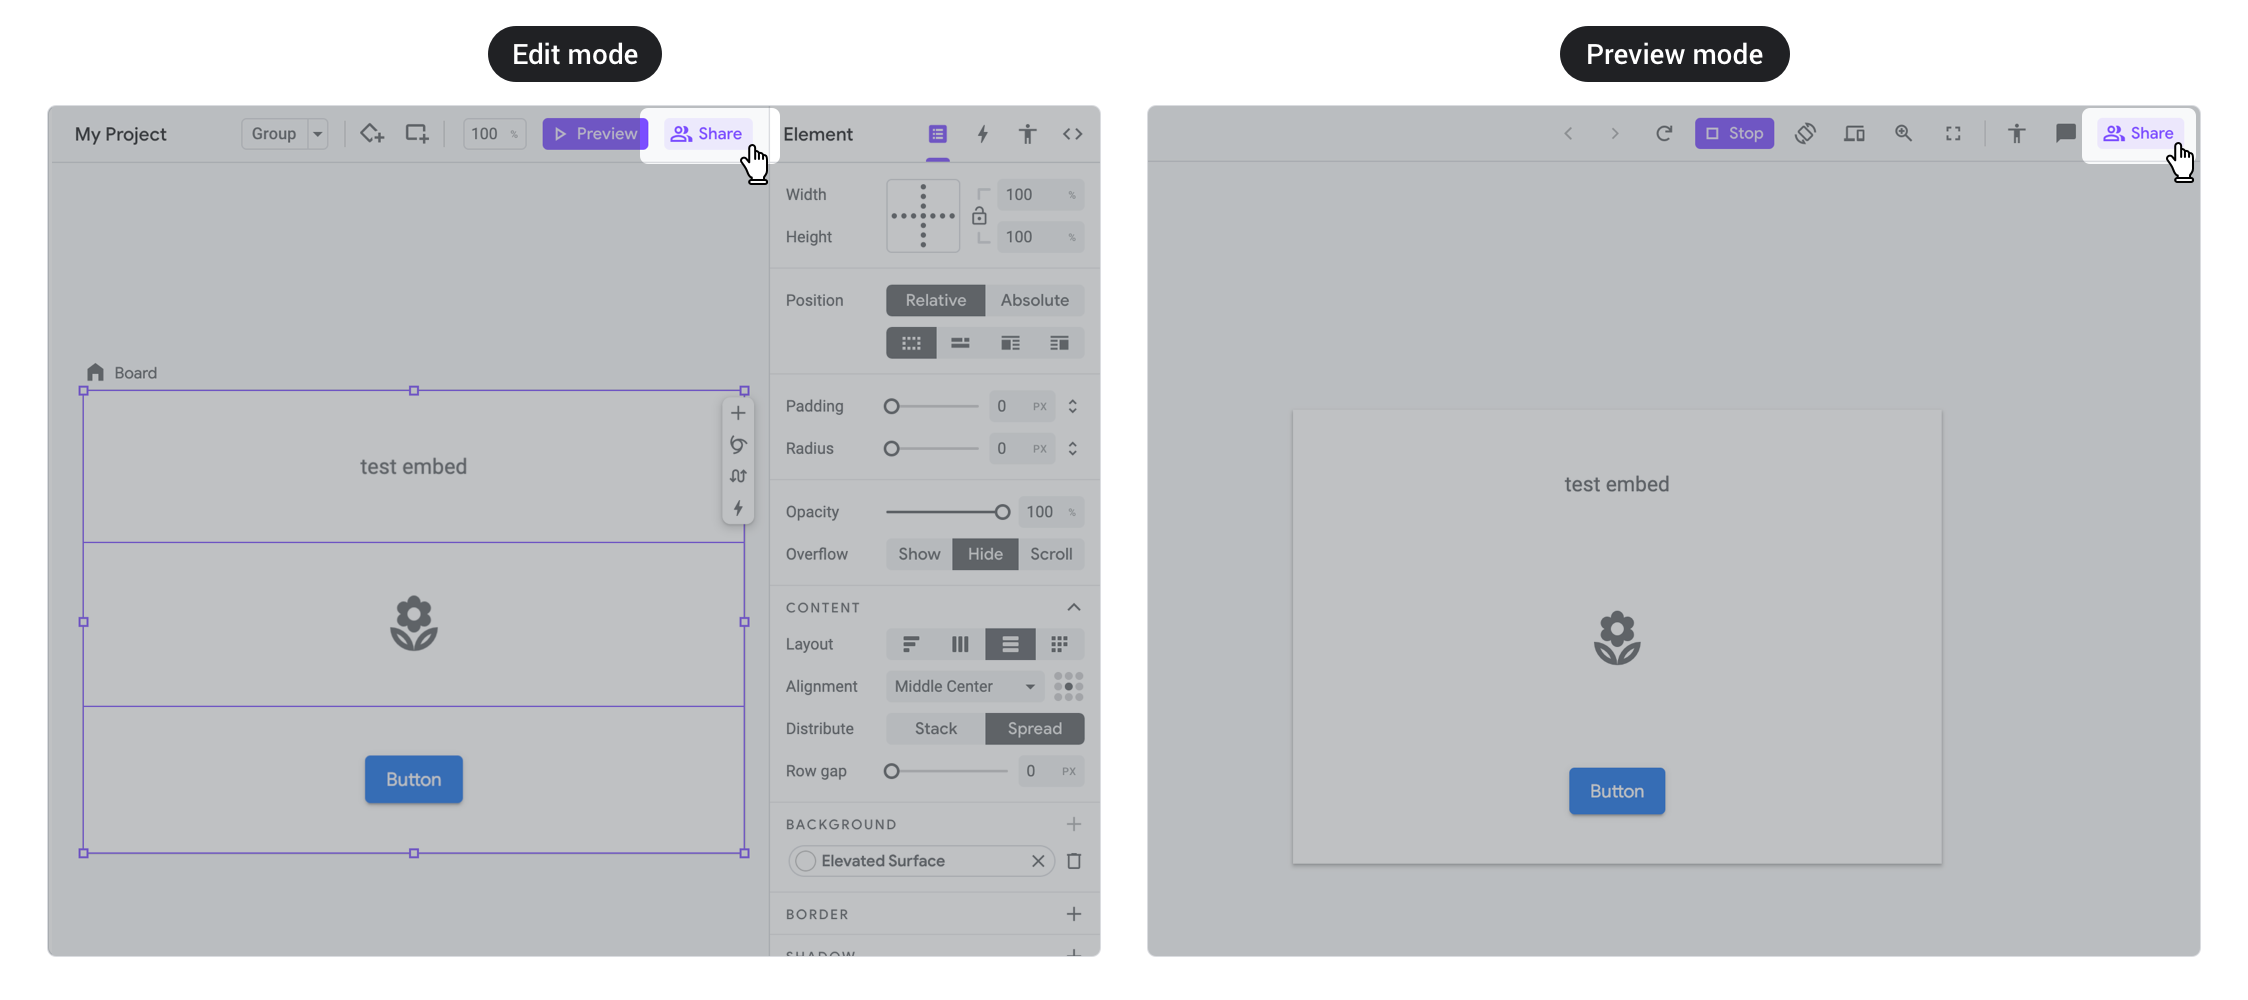 Edit mode
My Project
Group
100 %
Preview
Share
Element
Width
100 %
Height
100 %
Position
Relative
Absolute
Board
Padding
0 PX
Radius
0 PX
test embed
Opacity
100 %
Overflow
Show
Hide
Scroll
CONTENT
Layout
Alignment
Middle Center
Distribute
Stack
Spread
Row gap
0 PX
Button
BACKGROUND
Elevated Surface
BORDER
SHADOW
Preview mode
Stop
Share
test embed
Button